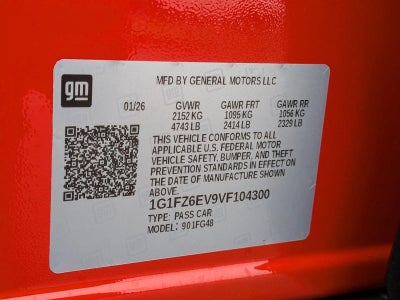 gm
MFD BY GENERAL MOTORS LLC
01/26 GVWR GAWR FRT GAWR RR
2152 KG 1095 KG 1056 KG
4743 LB 2414 LB 2329 LB
THIS VEHICLE CONFORMS TO ALL
APPLICABLE U.S. FEDERAL MOTOR
VEHICLE SAFETY, BUMPER, AND THEFT
PREVENTION STANDARDS IN EFFECT ON
THE DATE OF MANUFACTURE SHOWN
ABOVE.
1G1FZ6EV9VF104300
TYPE: PASS CAR
MODEL: 901FG48